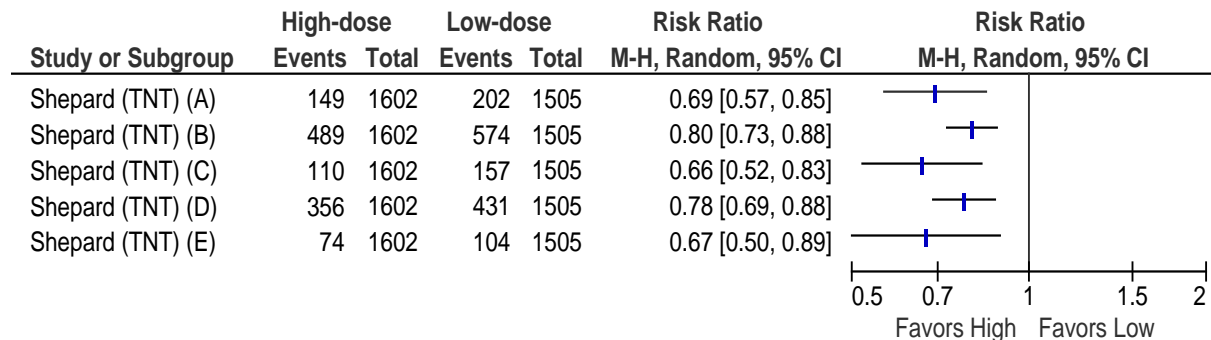 High-dose Low-dose Risk Ratio Risk Ratio
Study or Subgroup Events Total Events Total M-H, Random, 95% CI M-H, Random, 95% CI
Shepard (TNT) (A) 149 1602 202 1505 0.69 [0.57, 0.85]
Shepard (TNT) (B) 489 1602 574 1505 0.80 [0.73, 0.88]
Shepard (TNT) (C) 110 1602 157 1505 0.66 [0.52, 0.83]
Shepard (TNT) (D) 356 1602 431 1505 0.78 [0.69, 0.88]
Shepard (TNT) (E) 74 1602 104 1505 0.67 [0.50, 0.89]
0.5 0.7 1 1.5 2
Favors High Favors Low